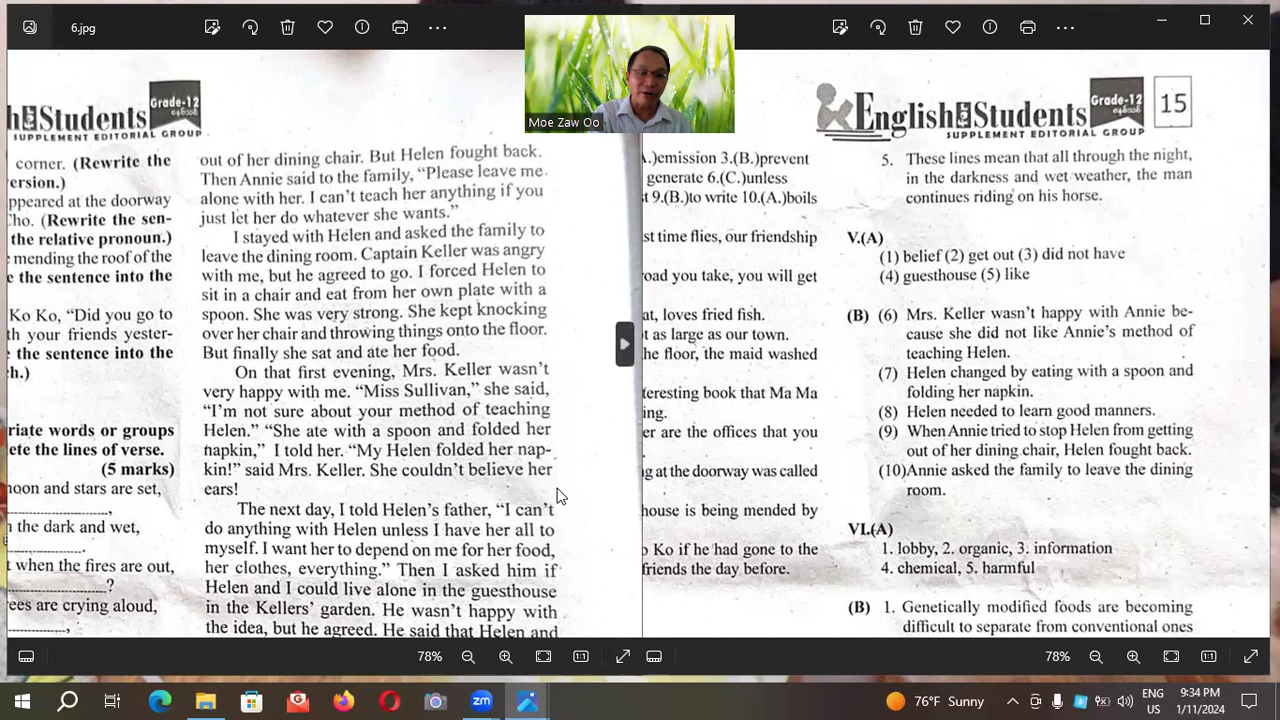 6.jpg
Moe Zaw Oo
h Students
Grade-12
SUPPLEMENT EDITORIAL GROUP
corner. (Rewrite the
ersion.)
ppeared at the doorway
Cho. (Rewrite the sen-
the relative pronoun.)
mending the roof of the
e the sentence into the
Ko Ko, “Did you go to
th your friends yester-
e the sentence into the
h.)
riate words or groups
ete the lines of verse.
(5 marks)
noon and stars are set,
,
n the dark and wet,
.
t when the fires are out,
?
rees are crying aloud,
,
out of her dining chair. But Helen fought back.
Then Annie said to the family, “Please leave me
alone with her. I can’t teach her anything if you
just let her do whatever she wants.”
I stayed with Helen and asked the family to
leave the dining room. Captain Keller was angry
with me, but he agreed to go. I forced Helen to
sit in a chair and eat from her own plate with a
spoon. She was very strong. She kept knocking
over her chair and throwing things onto the floor.
But finally she sat and ate her food.
On that first evening, Mrs. Keller wasn’t
very happy with me. “Miss Sullivan,” she said,
“I’m not sure about your method of teaching
Helen.” “She ate with a spoon and folded her
napkin,” I told her. “My Helen folded her nap-
kin!” said Mrs. Keller. She couldn’t believe her
ears!
The next day, I told Helen’s father, “I can’t
do anything with Helen unless I have her all to
myself. I want her to depend on me for her food,
her clothes, everything.” Then I asked him if
Helen and I could live alone in the guesthouse
in the Kellers’ garden. He wasn’t happy with
the idea, but he agreed. He said that Helen and
English Students
Grade-12
15
SUPPLEMENT EDITORIAL GROUP
A.)emission 3.(B.)prevent
generate 6.(C.)unless
t 9.(B.)to write 10.(A.)boils
st time flies, our friendship
road you take, you will get
at, loves fried fish.
t as large as our town.
he floor, the maid washed
teresting book that Ma Ma
ing.
er are the offices that you
g at the doorway was called
house is being mended by
o Ko if he had gone to the
friends the day before.
5. These lines mean that all through the night,
in the darkness and wet weather, the man
continues riding on his horse.
V.(A)
(1) belief (2) get out (3) did not have
(4) guesthouse (5) like
(B) (6) Mrs. Keller wasn’t happy with Annie be-
cause she did not like Annie’s method of
teaching Helen.
(7) Helen changed by eating with a spoon and
folding her napkin.
(8) Helen needed to learn good manners.
(9) When Annie tried to stop Helen from getting
out of her dining chair, Helen fought back.
(10)Annie asked the family to leave the dining
room.
VI.(A)
1. lobby, 2. organic, 3. information
4. chemical, 5. harmful
(B) 1. Genetically modified foods are becoming
difficult to separate from conventional ones
78%
1:1
78%
1:1
zm
76°F Sunny
ENG
US
9:34 PM
1/11/2024